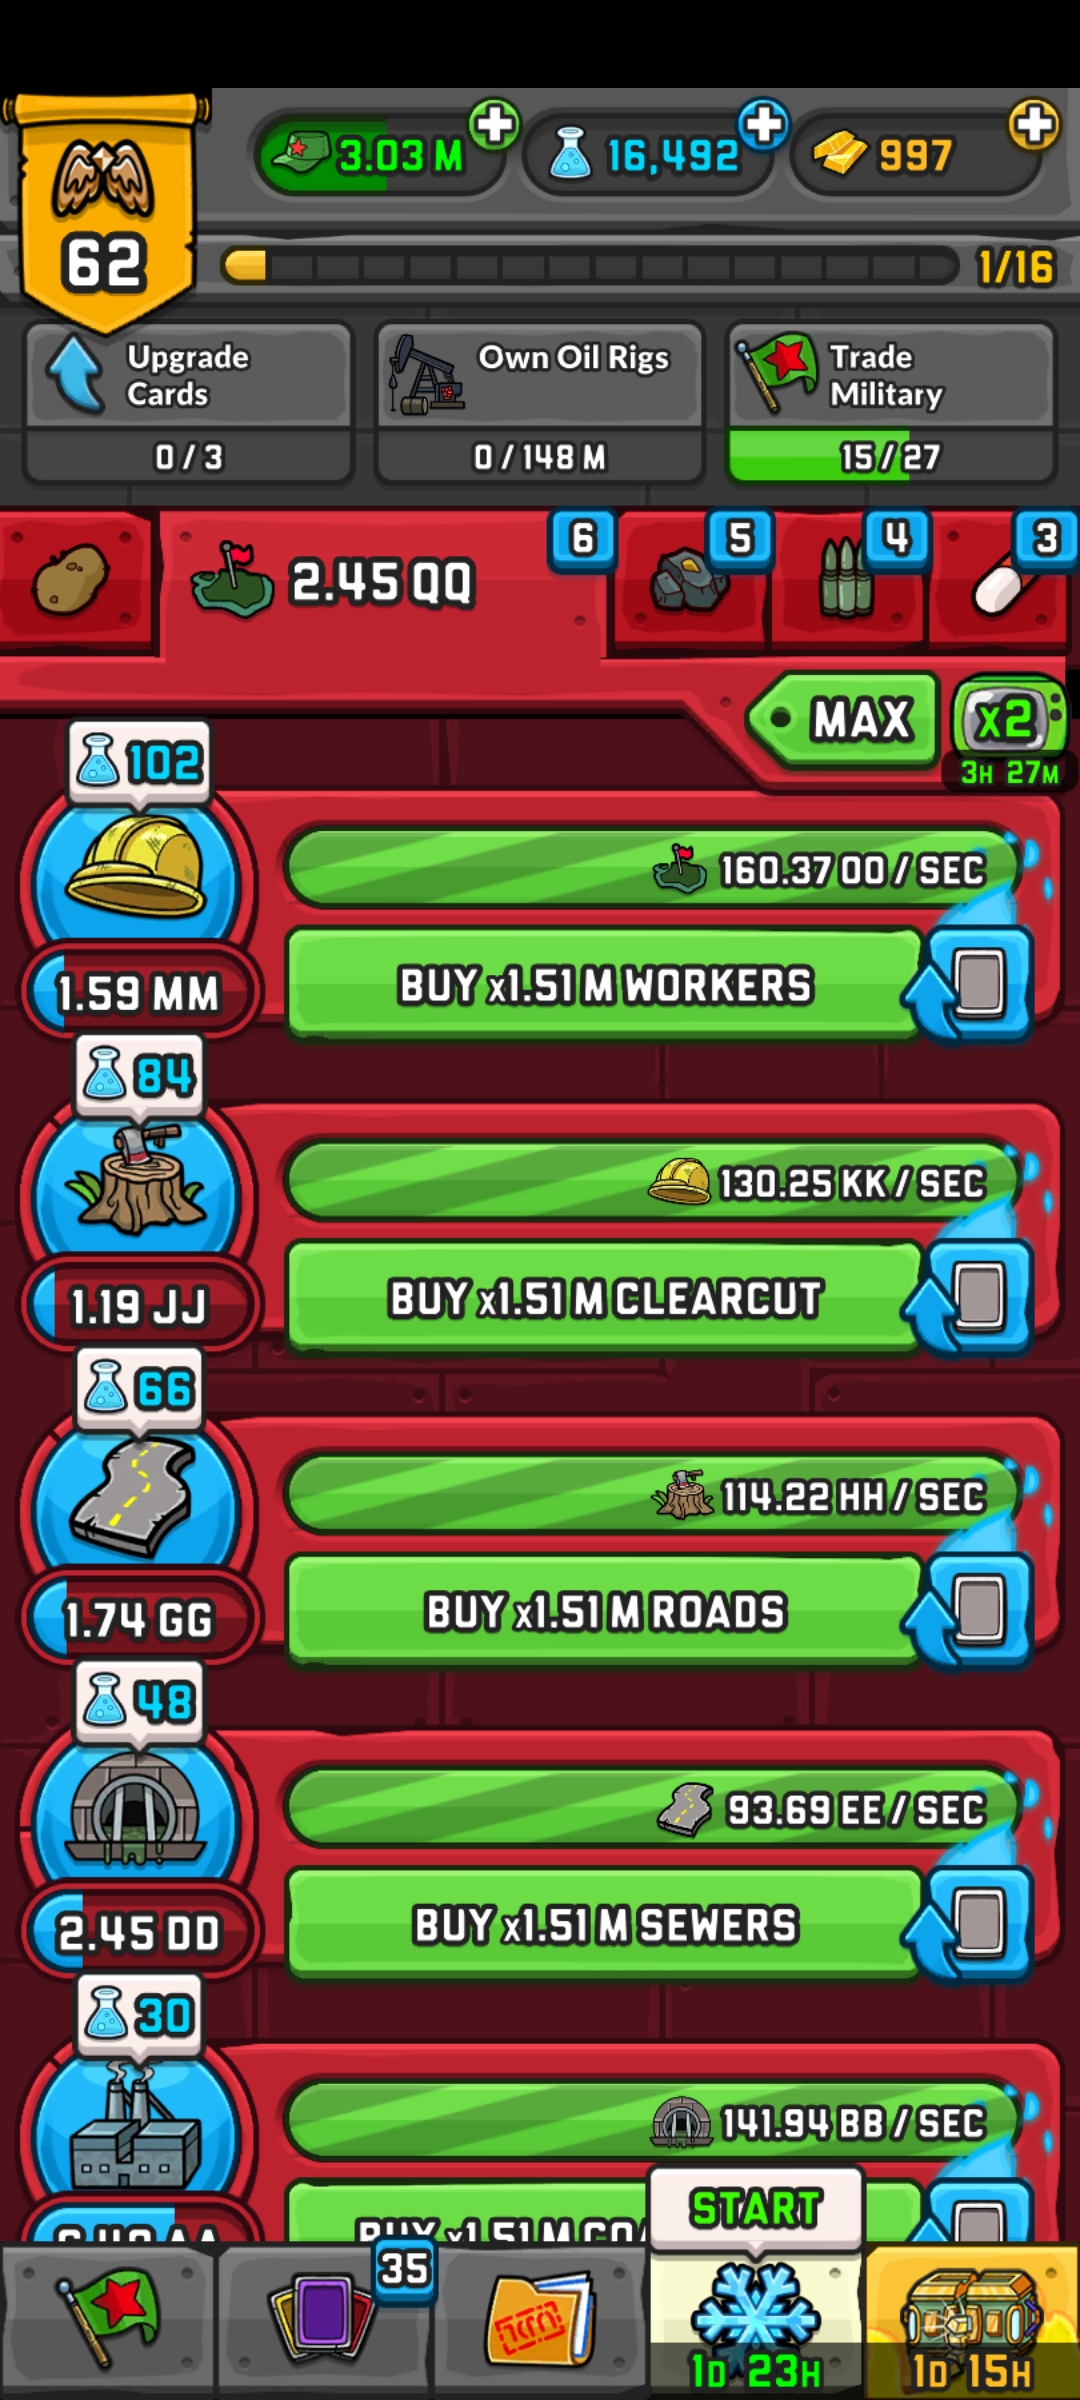 3.03 M
16,492
997
62
1/16
Upgrade
Cards
0 / 3
Own Oil Rigs
0 / 148 M
Trade
Military
15 / 27
2.45 QQ
6
5
4
3
MAX
x2
3H 27M
102
160.37 OO / SEC
1.59 MM
BUY x1.51 M WORKERS
84
130.25 KK / SEC
1.19 JJ
BUY x1.51 M CLEARCUT
66
114.22 HH / SEC
1.74 GG
BUY x1.51 M ROADS
48
93.69 EE / SEC
2.45 DD
BUY x1.51 M SEWERS
30
141.94 BB / SEC
BUY x1.51 M
START
35
1D 23H
1D 15H